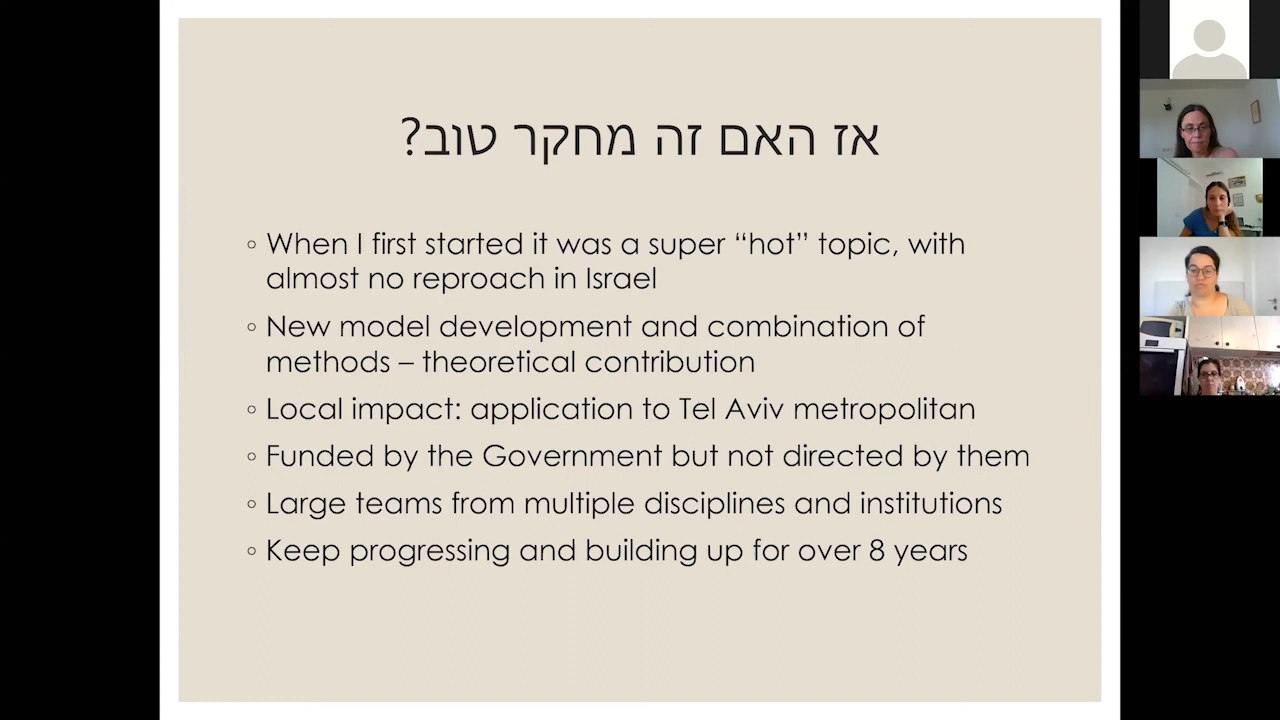 אז האם זה מחקר טוב?
◦ When I first started it was a super “hot” topic, with
almost no reproach in Israel
◦ New model development and combination of
methods – theoretical contribution
◦ Local impact: application to Tel Aviv metropolitan
◦ Funded by the Government but not directed by them
◦ Large teams from multiple disciplines and institutions
◦ Keep progressing and building up for over 8 years